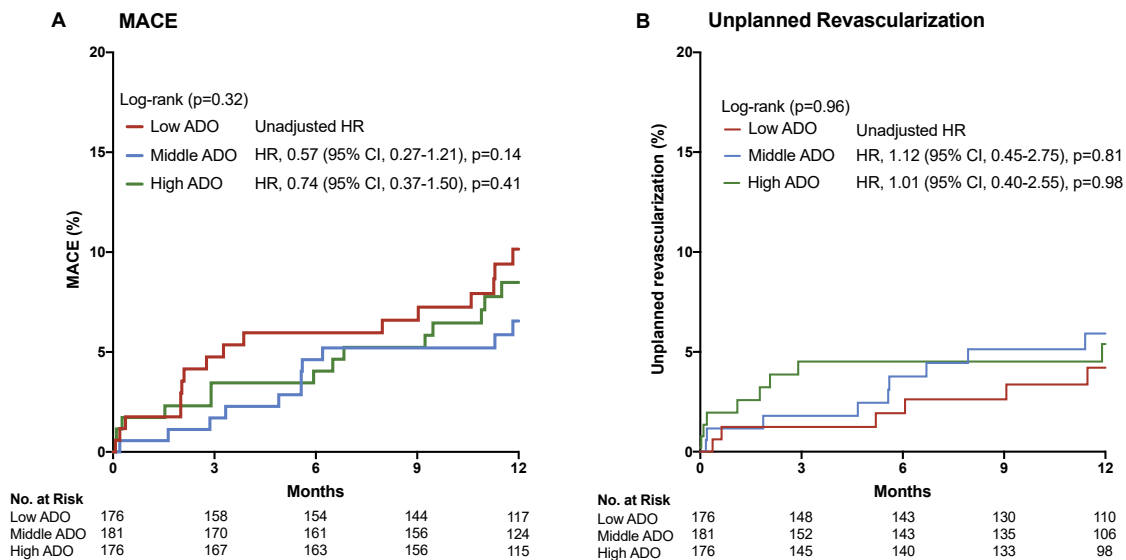 A MACE
20
15
10
5
0
MACE (%)
Log-rank (p=0.32)
Low ADO Unadjusted HR
Middle ADO HR, 0.57 (95% CI, 0.27-1.21), p=0.14
High ADO HR, 0.74 (95% CI, 0.37-1.50), p=0.41
0 3 6 9 12
Months
No. at Risk
Low ADO 176 158 154 144 117
Middle ADO 181 170 161 156 124
High ADO 176 167 163 156 115
B Unplanned Revascularization
20
15
10
5
0
Unplanned revascularization (%)
Log-rank (p=0.96)
Low ADO Unadjusted HR
Middle ADO HR, 1.12 (95% CI, 0.45-2.75), p=0.81
High ADO HR, 1.01 (95% CI, 0.40-2.55), p=0.98
0 3 6 9 12
Months
No. at Risk
Low ADO 176 148 143 130 110
Middle ADO 181 152 143 135 106
High ADO 176 145 140 133 98